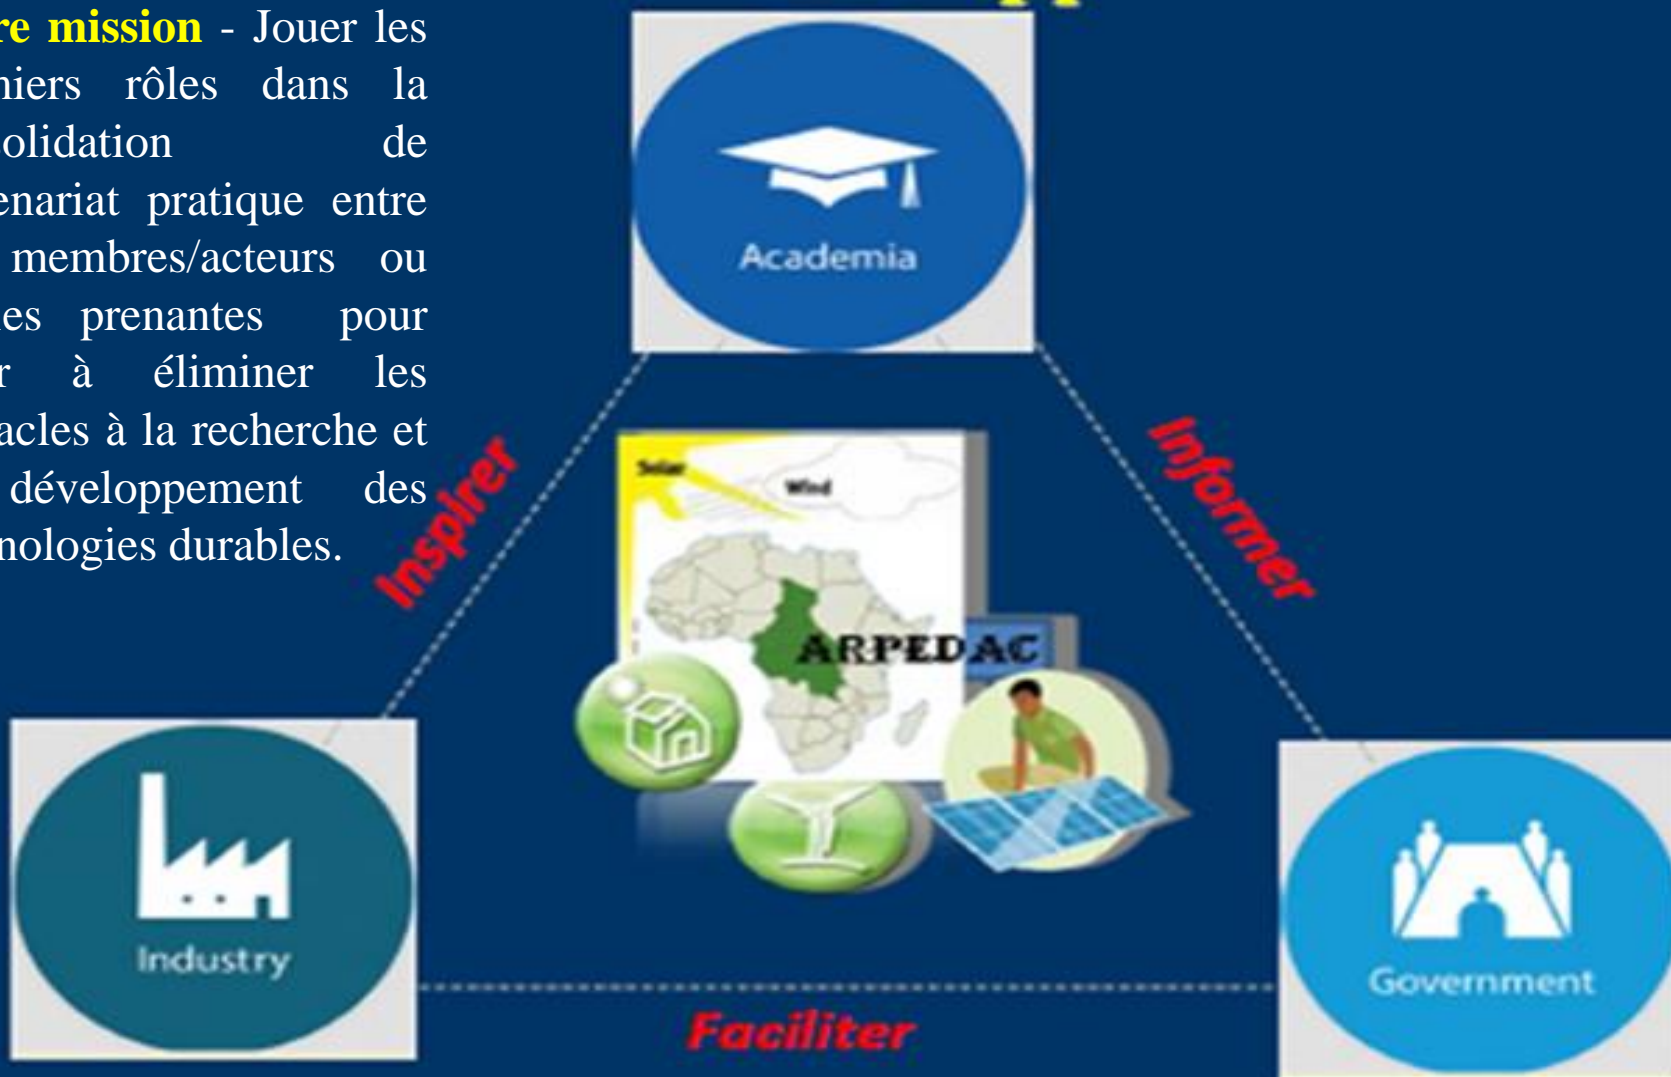 re mission - Jouer les
niers rôles dans la
olidation de
enariat pratique entre
membres/acteurs ou
es prenantes pour
r à éliminer les
acles à la recherche et
développement des
nologies durables.
pp
Academia
Inspirer
Informer
Solar
Wind
ARPEDAC
Industry
Government
Faciliter